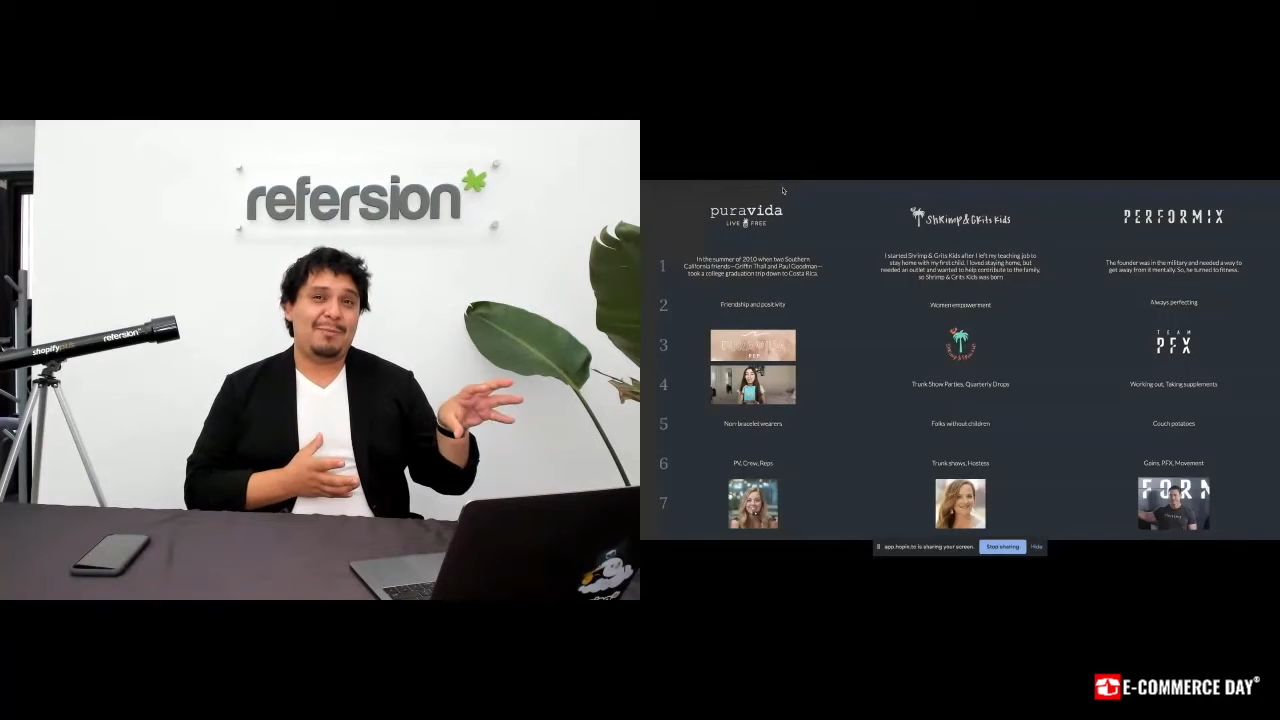 refersion*
refersion
shopify
puravida
LIVE FREE
Shrimp & Grits Kids
PERFORMIX
1
In the summer of 2010 when two Southern
California friends—Griffin Thall and Paul Goodman—
took a college graduation trip down to Costa Rica.
I started Shrimp & Grits Kids after I left my teaching job to
stay home with my first child. I loved staying home, but
needed an outlet and wanted to help contribute to the family,
so Shrimp & Grits Kids was born
The founder was in the military and needed a way to
get away from it mentally. So, he turned to fitness.
2
Friendship and positivity
Women empowerment
Always perfecting
3
PURAVIDA
REP
TEAM
PFX
4
Trunk Show Parties, Quarterly Drops
Working out, Taking supplements
5
Non-bracelet wearers
Folks without children
Couch potatoes
6
PV, Crew, Reps
Trunk shows, Hostess
Gains, PFX, Movement
7
FORM
app.hopin.to is sharing your screen.
Stop sharing
Hide
E-COMMERCE DAY®